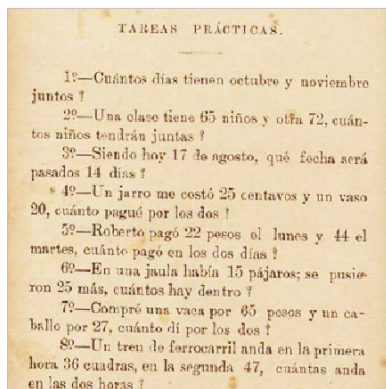 TAREAS PRÁCTICAS.
1º—Cuántos días tienen octubre y noviembre
juntos ?
2º—Una clase tiene 65 niños y otra 72, cuán-
tos niños tendrán juntas ?
3º—Siendo hoy 17 de agosto, qué fecha será
pasados 14 días ?
4º—Un jarro me costó 25 centavos y un vaso
20, cuánto pagué por los dos ?
5º—Roberto pagó 22 pesos el lunes y 44 el
martes, cuánto pagó en los dos días ?
6º—En una jaula había 15 pájaros; se pusie-
ron 25 más, cuántos hay dentro ?
7º—Compré una vaca por 65 pesos y un ca-
ballo por 27, cuánto dí por los dos ?
8º—Un tren de ferrocarril anda en la primera
hora 36 cuadras, en la segunda 47, cuántas anda
en las dos horas ?